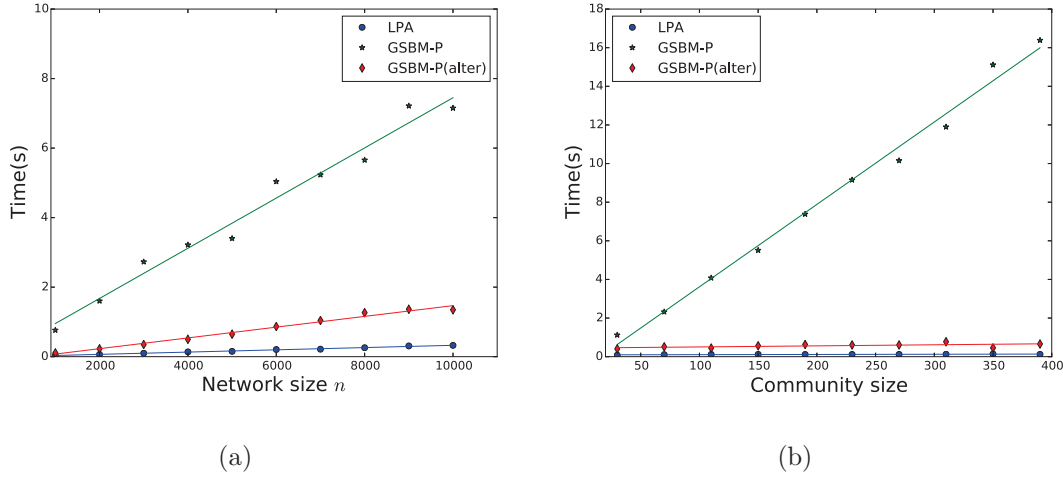 10
8
6
4
2
0
2000 4000 6000 8000 10000
Time(s)
Network size n
LPA
GSBM-P
GSBM-P(alter)
(a)
18
16
14
12
10
8
6
4
2
0
50 100 150 200 250 300 350 400
Time(s)
Community size
LPA
GSBM-P
GSBM-P(alter)
(b)